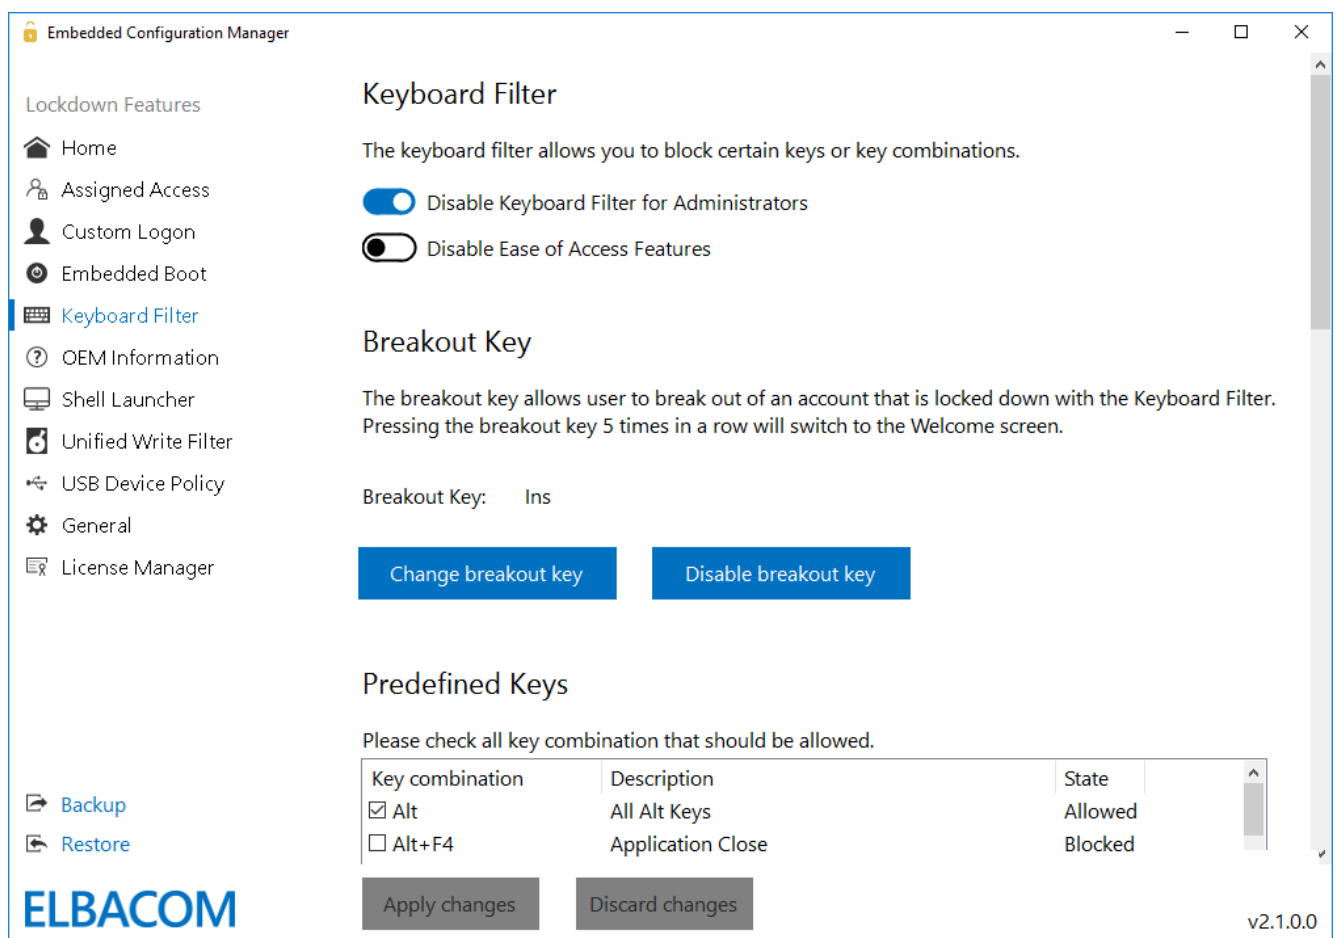 Embedded Configuration Manager
Lockdown Features
Home
Assigned Access
Custom Logon
Embedded Boot
Keyboard Filter
OEM Information
Shell Launcher
Unified Write Filter
USB Device Policy
General
License Manager
Backup
Restore
ELBACOM
Keyboard Filter
The keyboard filter allows you to block certain keys or key combinations.
Disable Keyboard Filter for Administrators
Disable Ease of Access Features
Breakout Key
The breakout key allows user to break out of an account that is locked down with the Keyboard Filter.
Pressing the breakout key 5 times in a row will switch to the Welcome screen.
Breakout Key: Ins
Change breakout key Disable breakout key
Predefined Keys
Please check all key combination that should be allowed.
Key combination Description State
Alt All Alt Keys Allowed
Alt+F4 Application Close Blocked
Apply changes Discard changes
v2.1.0.0